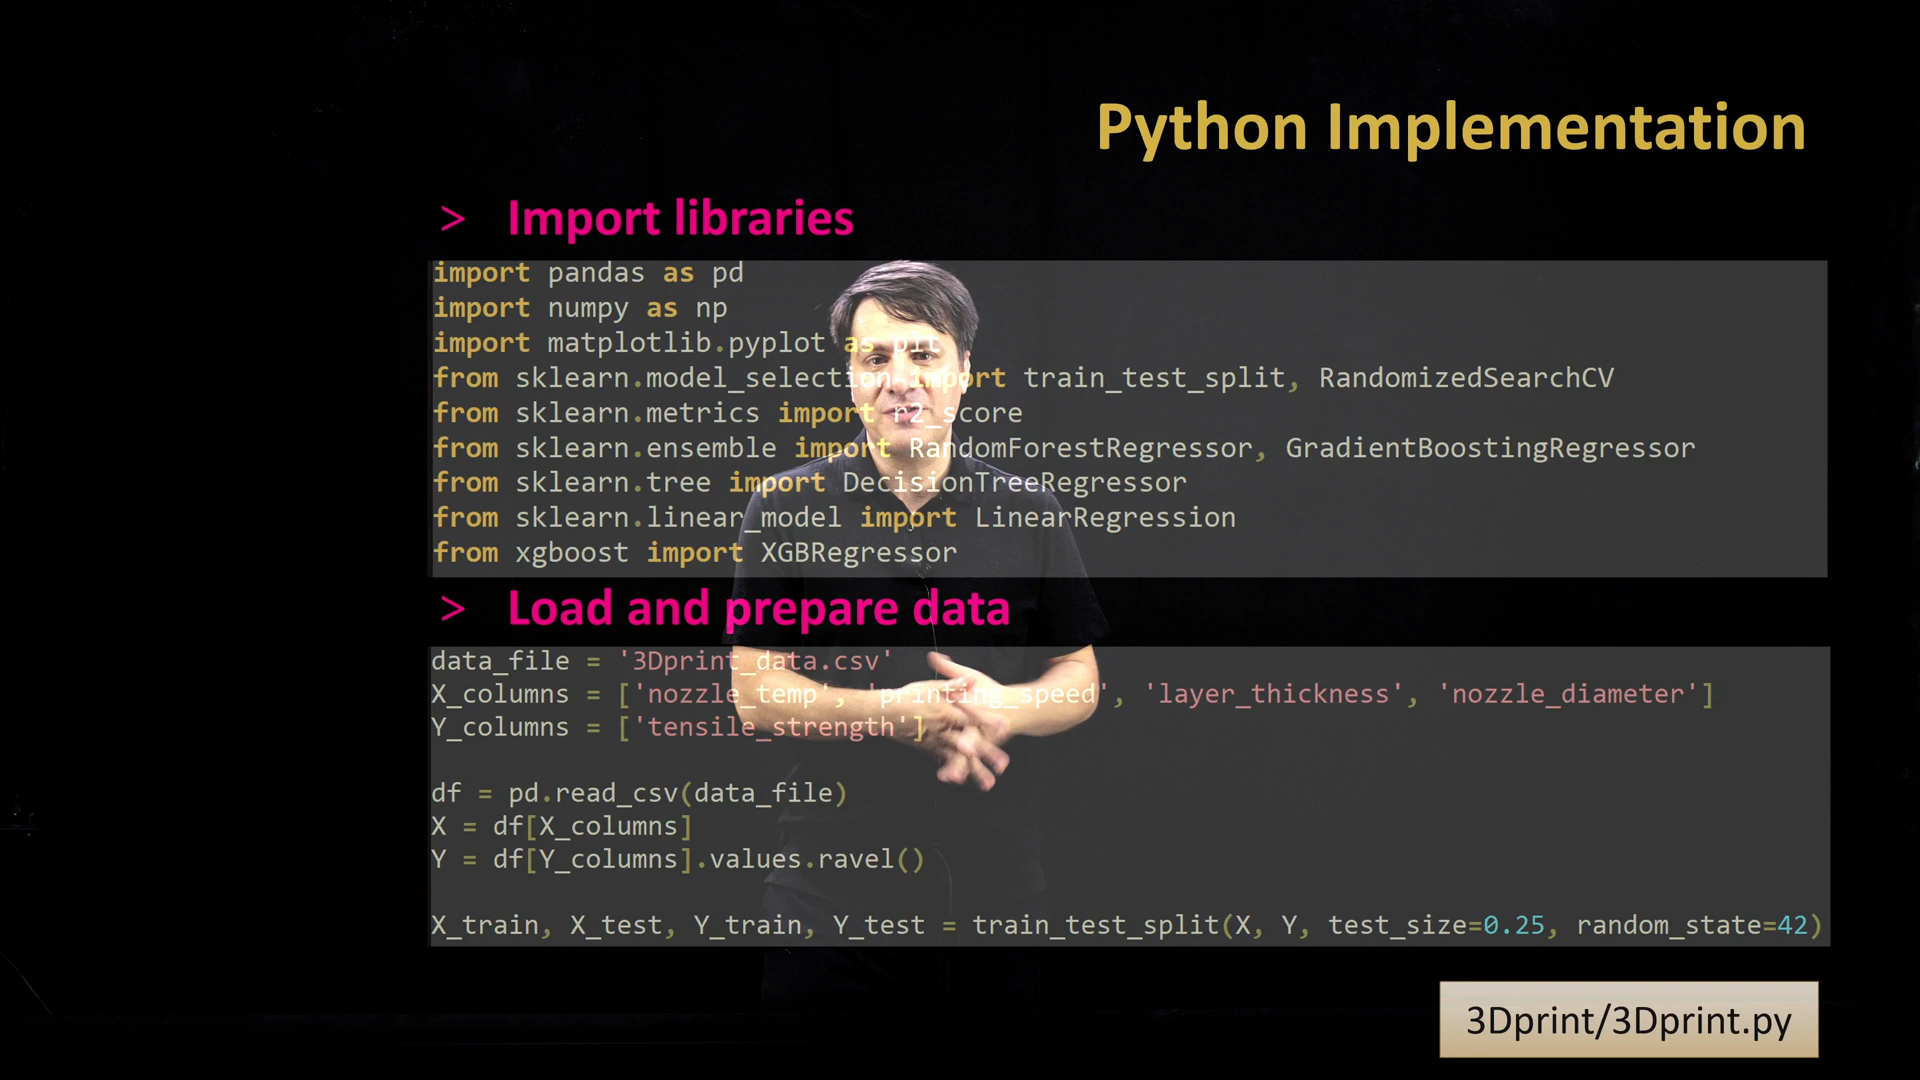 Python Implementation
> Import libraries
import pandas as pd
import numpy as np
import matplotlib.pyplot as plt
from sklearn.model_selection import train_test_split, RandomizedSearchCV
from sklearn.metrics import r2_score
from sklearn.ensemble import RandomForestRegressor, GradientBoostingRegressor
from sklearn.tree import DecisionTreeRegressor
from sklearn.linear_model import LinearRegression
from xgboost import XGBRegressor
> Load and prepare data
data_file = '3Dprint_data.csv'
X_columns = ['nozzle_temp', 'printing_speed', 'layer_thickness', 'nozzle_diameter']
Y_columns = ['tensile_strength']
df = pd.read_csv(data_file)
X = df[X_columns]
Y = df[Y_columns].values.ravel()
X_train, X_test, Y_train, Y_test = train_test_split(X, Y, test_size=0.25, random_state=42)
3Dprint/3Dprint.py